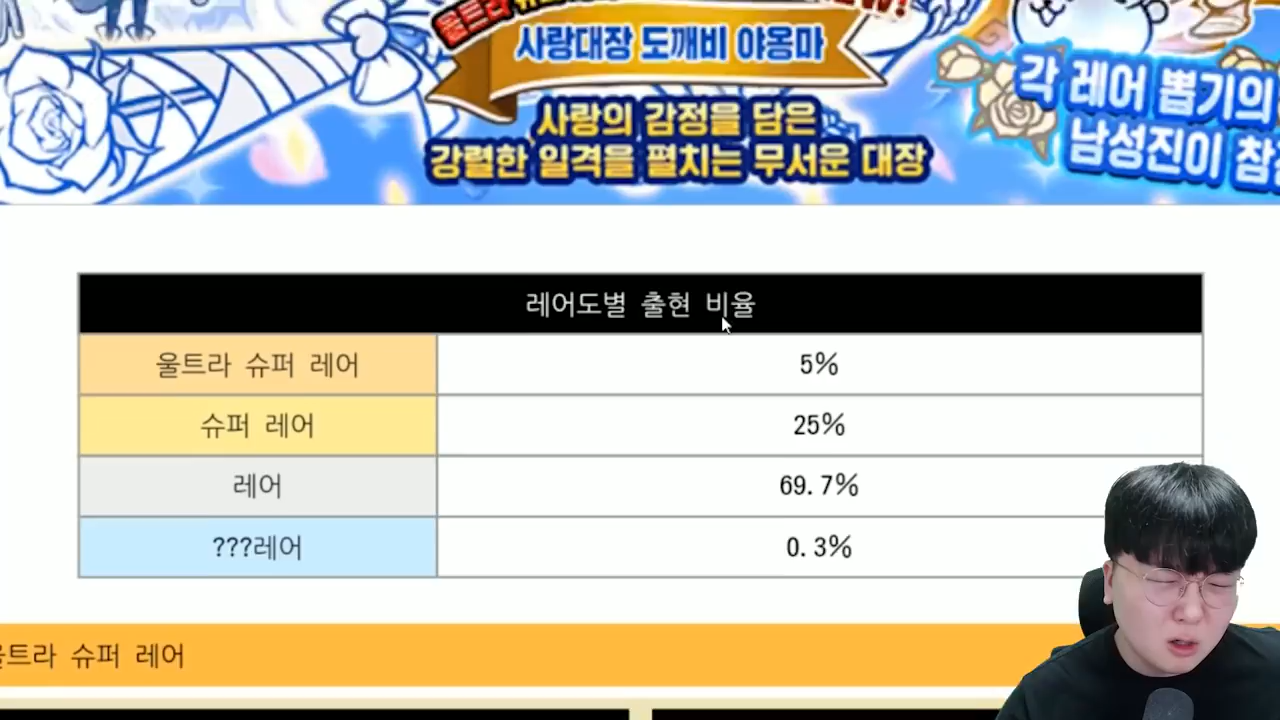 울트라
NEW!
사랑대장 도깨비 야옹마
사랑의 감정을 담은
강렬한 일격을 펼치는 무서운 대장
각 레어 뽑기의
남성진이 참
레어도별 출현 비율
울트라 슈퍼 레어
5%
슈퍼 레어
25%
레어
69.7%
???레어
0.3%
울트라 슈퍼 레어